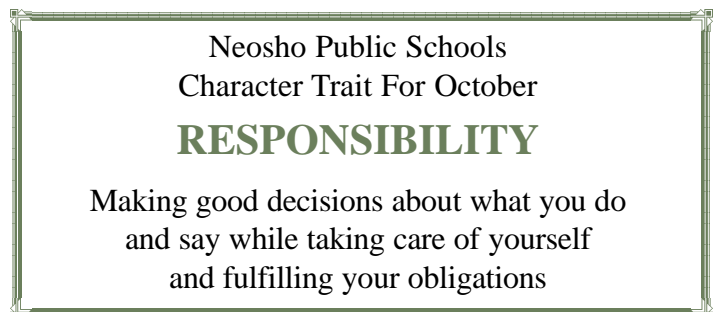 Neosho Public Schools
Character Trait For October
RESPONSIBILITY
Making good decisions about what you do
and say while taking care of yourself
and fulfilling your obligations